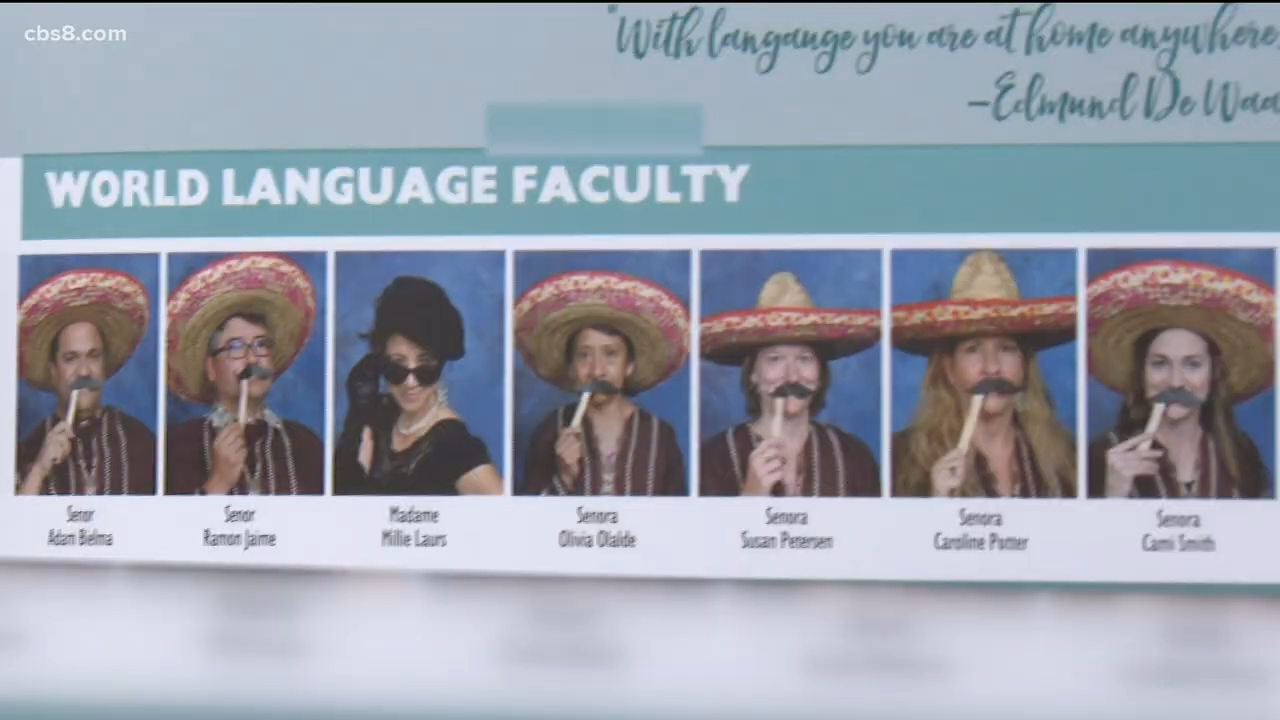 cbs8.com
"With langauge you are at home anywhere
–Edmund De Waa
WORLD LANGUAGE FACULTY
Senor
Adam Bielma
Senor
Ramon Jaime
Madame
Millie Laurs
Senora
Olivia Olalde
Senora
Susan Petersen
Senora
Caroline Potter
Senora
Cami Smith